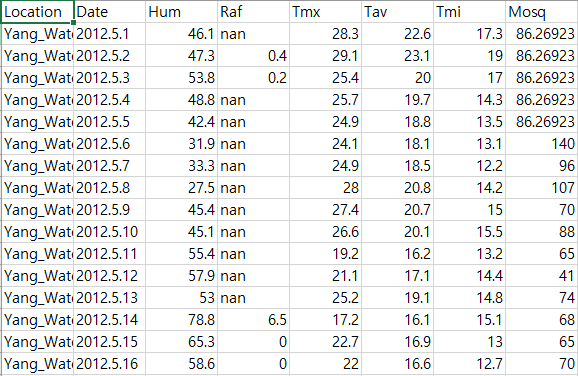 Location Date Hum Raf Tmx Tav Tmi Mosq
Yang_Wat 2012.5.1 46.1 nan 28.3 22.6 17.3 86.26923
Yang_Wat 2012.5.2 47.3 0.4 29.1 23.1 19 86.26923
Yang_Wat 2012.5.3 53.8 0.2 25.4 20 17 86.26923
Yang_Wat 2012.5.4 48.8 nan 25.7 19.7 14.3 86.26923
Yang_Wat 2012.5.5 42.4 nan 24.9 18.8 13.5 86.26923
Yang_Wat 2012.5.6 31.9 nan 24.1 18.1 13.1 140
Yang_Wat 2012.5.7 33.3 nan 24.9 18.5 12.2 96
Yang_Wat 2012.5.8 27.5 nan 28 20.8 14.2 107
Yang_Wat 2012.5.9 45.4 nan 27.4 20.7 15 70
Yang_Wat 2012.5.10 45.1 nan 26.6 20.1 15.5 88
Yang_Wat 2012.5.11 55.4 nan 19.2 16.2 13.2 65
Yang_Wat 2012.5.12 57.9 nan 21.1 17.1 14.4 41
Yang_Wat 2012.5.13 53 nan 25.2 19.1 14.8 74
Yang_Wat 2012.5.14 78.8 6.5 17.2 16.1 15.1 68
Yang_Wat 2012.5.15 65.3 0 22.7 16.9 13 65
Yang_Wat 2012.5.16 58.6 0 22 16.6 12.7 70